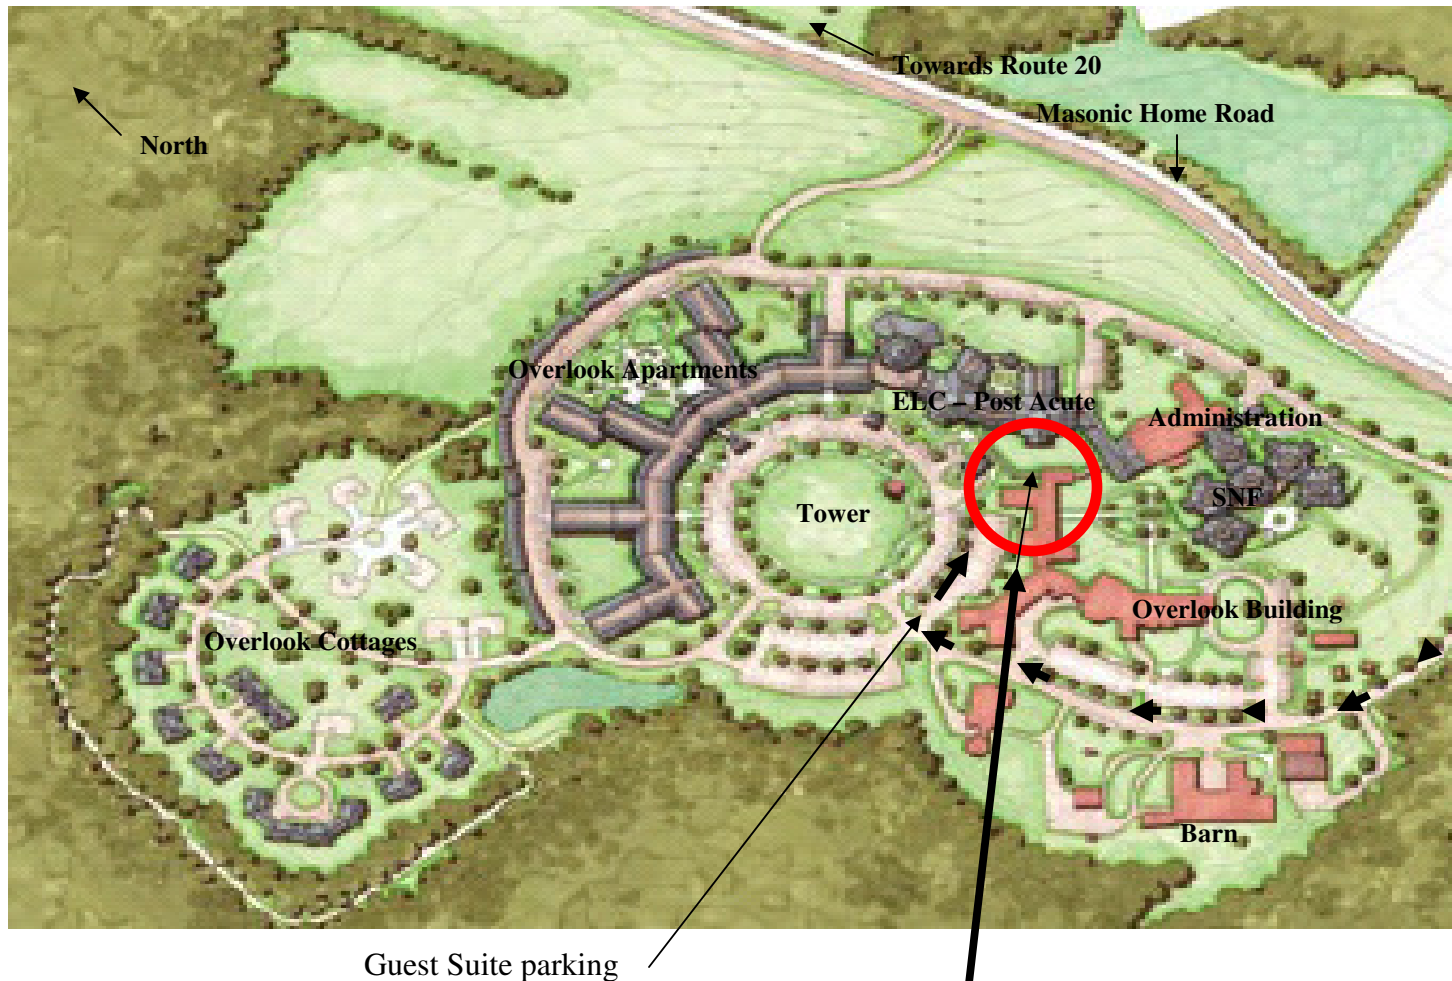 Towards Route 20
Masonic Home Road
North
Overlook Apartments
ELC – Post Acute
Administration
SNF
Tower
Overlook Building
Overlook Cottages
Barn
Guest Suite parking